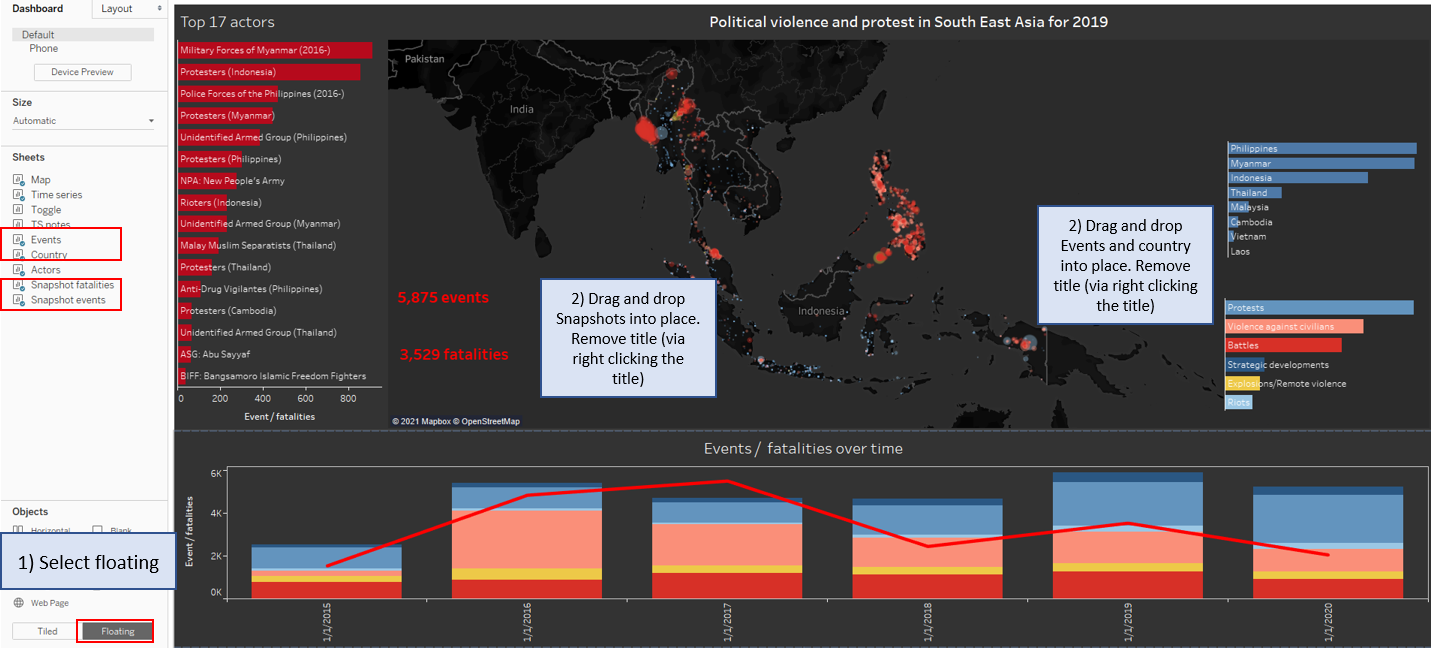 Dashboard
Layout
Default
Phone
Device Preview
Size
Automatic
Sheets
Map
Time series
Toggle
TS notes
Events
Country
Actors
Snapshot fatalities
Snapshot events
Objects
Horizontal
Blank
1) Select floating
Web Page
Tiled
Floating
Top 17 actors
Military Forces of Myanmar (2016-)
Protesters (Indonesia)
Police Forces of the Philippines (2016-)
Protesters (Myanmar)
Unidentified Armed Group (Philippines)
Protesters (Philippines)
NPA: New People's Army
Rioters (Indonesia)
Unidentified Armed Group (Myanmar)
Malay Muslim Separatists (Thailand)
Protesters (Thailand)
Anti-Drug Vigilantes (Philippines)
Protesters (Cambodia)
Unidentified Armed Group (Thailand)
ASG: Abu Sayyaf
BIFF: Bangsamoro Islamic Freedom Fighters
0 200 400 600 800
Event / fatalities
Political violence and protest in South East Asia for 2019
Pakistan
India
Indonesia
5,875 events
3,529 fatalities
2) Drag and drop
Snapshots into place.
Remove title (via
right clicking the
title)
2) Drag and drop
Events and country
into place. Remove
title (via right clicking
the title)
© 2021 Mapbox © OpenStreetMap
Philippines
Myanmar
Indonesia
Thailand
Malaysia
Cambodia
Vietnam
Laos
Protests
Violence against civilians
Battles
Strategic developments
Explosions/Remote violence
Riots
Events / fatalities over time
Event / fatalities
6K
4K
2K
0K
1/1/2015
1/1/2016
1/1/2017
1/1/2018
1/1/2019
1/1/2020